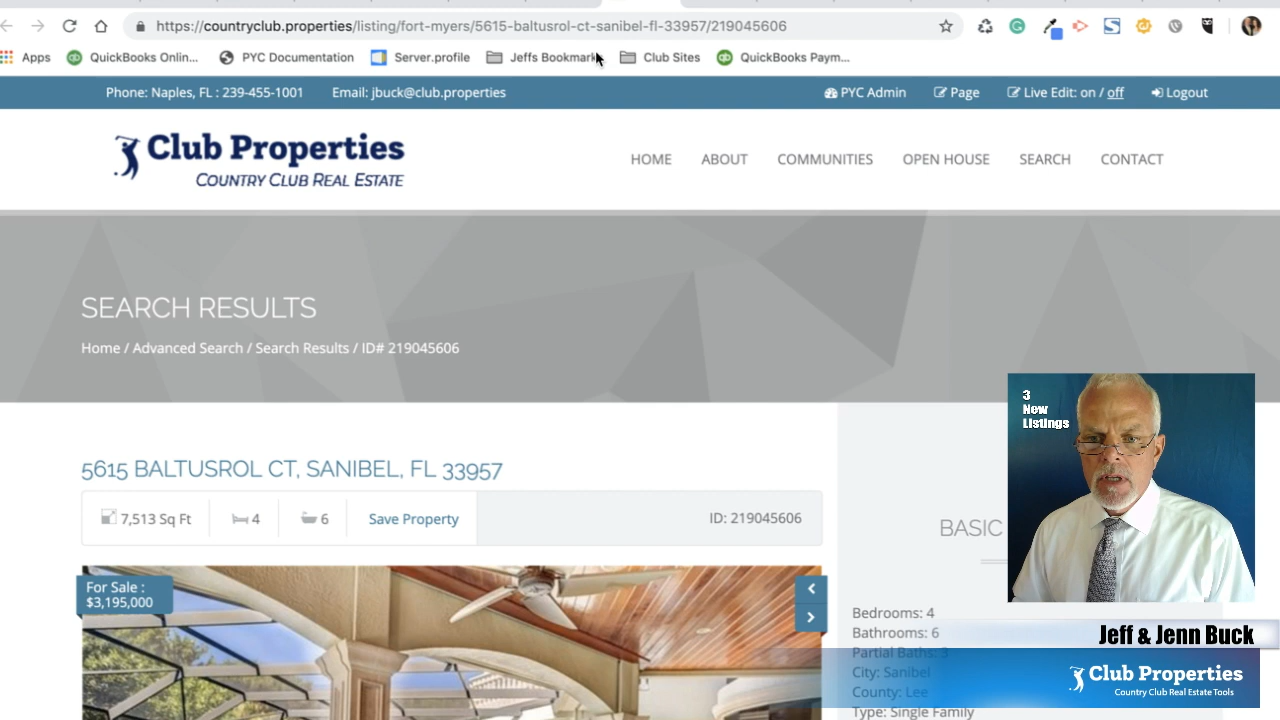 https://countryclub.properties/listing/fort-myers/5615-baltusrol-ct-sanibel-fl-33957/219045606
Apps QuickBooks Onlin... PYC Documentation Server.profile Jeffs Bookmark Club Sites QuickBooks Paym...
Phone: Naples, FL : 239-455-1001 Email: jbuck@club.properties PYC Admin Page Live Edit: on / off Logout
Club Properties
COUNTRY CLUB REAL ESTATE
HOME ABOUT COMMUNITIES OPEN HOUSE SEARCH CONTACT
SEARCH RESULTS
Home / Advanced Search / Search Results / ID# 219045606
3
New
Listings
5615 BALTUSROL CT, SANIBEL, FL 33957
7,513 Sq Ft 4 6 Save Property ID: 219045606
BASIC
For Sale :
$3,195,000
Bedrooms: 4
Bathrooms: 6
Partial Baths: 3
City: Sanibel
County: Lee
Type: Single Family
Jeff & Jenn Buck
Club Properties
Country Club Real Estate Tools